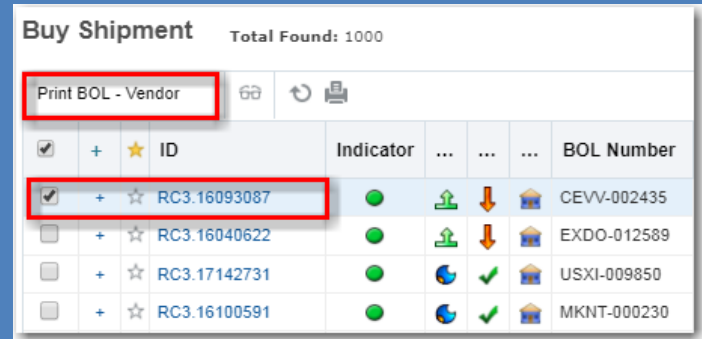 Buy Shipment Total Found: 1000
Print BOL - Vendor
+ ID Indicator ... ... ... BOL Number
+ RC3.16093087 CEVV-002435
+ RC3.16040622 EXDO-012589
+ RC3.17142731 USXI-009850
+ RC3.16100591 MKNT-000230